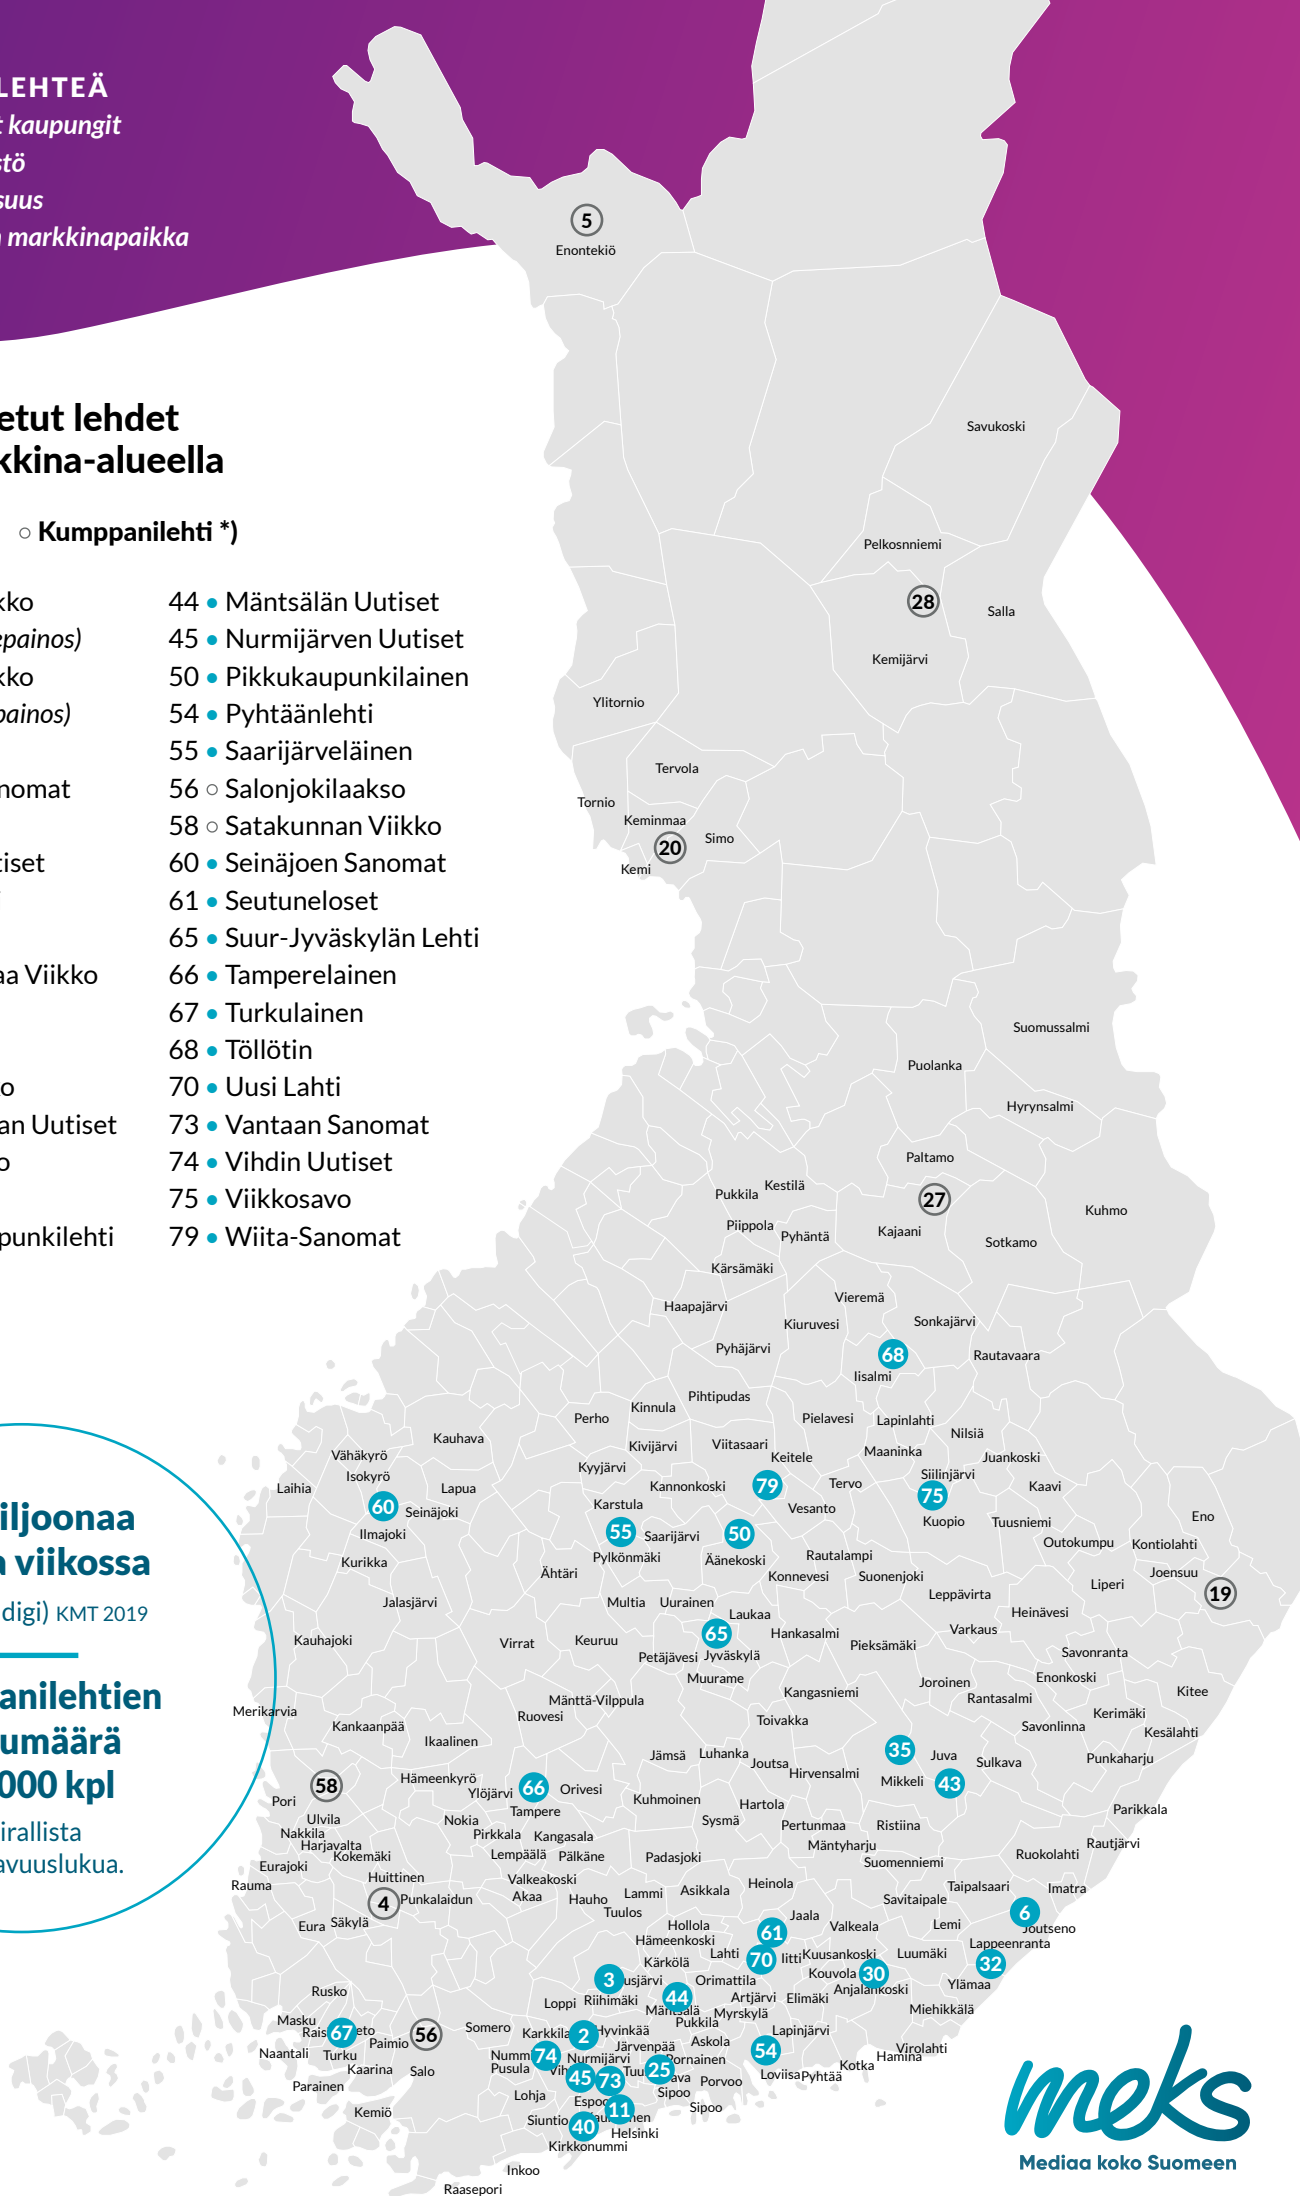 LEHTEÄ
t kaupungit
stö
suus
n markkinapaikka
etut lehdet
kkina-alueella
○ Kumppanilehti *)
kko
epainos)
kko
painos)
nomat
tiset
i
aa Viikko
o
an Uutiset
o
punkilehti
44 • Mäntsälän Uutiset
45 • Nurmijärven Uutiset
50 • Pikkukaupunkilainen
54 • Pyhtäänlehti
55 • Saarijärveläinen
56 ○ Salonjokilaakso
58 ○ Satakunnan Viikko
60 • Seinäjoen Sanomat
61 • Seutuneloset
65 • Suur-Jyväskylän Lehti
66 • Tamperelainen
67 • Turkulainen
68 • Töllötin
70 • Uusi Lahti
73 • Vantaan Sanomat
74 • Vihdin Uutiset
75 • Viikkosavo
79 • Wiita-Sanomat
iljoonaa
a viikossa
digi) KMT 2019
anilehtien
umäärä
000 kpl
irallista
avuuslukua.
5
Enontekiö
Savukoski
Pelkosnniemi
28
Salla
Kemijärvi
Ylitornio
Tervola
Tornio
Keminmaa
Simo
20
Kemi
Suomussalmi
Puolanka
Hyrynsalmi
Paltamo
Kestilä
Pukkila
27
Kuhmo
Piippola
Pyhäntä
Kajaani
Sotkamo
Kärsämäki
Vieremä
Haapajärvi
Kiuruvesi
Sonkajärvi
Pyhäjärvi
68
Rautavaara
Iisalmi
Pihtipudas
Kinnula
Perho
Pielavesi
Lapinlahti
Nilsiä
Kauhava
Kivijärvi
Viitasaari
Maaninka
Vähäkyrö
Keitele
Juankoski
Isokyrö
Kyyjärvi
Siilinjärvi
Laihia
Lapua
Kannonkoski
79
Tervo
75
Kaavi
60
Seinäjoki
Karstula
Vesanto
Kuopio
Tuusniemi
Eno
Ilmajoki
55
Saarijärvi
50
Outokumpu
Kontiolahti
Kurikka
Pylkönmäki
Äänekoski
Rautalampi
Ähtäri
Konnevesi
Suonenjoki
Joensuu
Liperi
19
Jalasjärvi
Multia
Uurainen
Leppävirta
Laukaa
Heinävesi
Kauhajoki
Virrat
Keuruu
65
Hankasalmi
Varkaus
Pieksämäki
Petäjävesi
Jyväskylä
Savonranta
Muurame
Enonkoski
Kangasniemi
Joroinen
Kitee
Merikarvia
Mänttä-Vilppula
Rantasalmi
Ruovesi
Toivakka
Kerimäki
Kankaanpää
Savonlinna
Kesälahti
Ikaalinen
35
Jämsä
Luhanka
Joutsa
Juva
Sulkava
Punkaharju
Hämeenkyrö
Hirvensalmi
Mikkeli
43
58
Ylöjärvi
66
Orivesi
Pori
Kuhmoinen
Hartola
Tampere
Parikkala
Ulvila
Nokia
Sysmä
Pertunmaa
Ristiina
Nakkila
Pirkkala
Kangasala
Harjavalta
Mäntyharju
Rautjärvi
Kokemäki
Lempäälä
Pälkäne
Padasjoki
Ruokolahti
Eurajoki
Suomenniemi
Huittinen
Valkeakoski
Heinola
Rauma
Taipalsaari
Imatra
4
Punkalaidun
Akaa
Hauho
Lammi
Asikkala
Savitaipale
Tuulos
6
Eura
Säkylä
Hollola
Jaala
Valkeala
Lemi
Joutseno
Hämeenkoski
61
Lappeenranta
Lahti
70
Iitti
Kuusankoski
Luumäki
Kärkölä
32
3
usjärvi
Orimattila
Kouvola
30
Ylämaa
Rusko
44
Artjärvi
Elimäki
Anjalankoski
Loppi
Riihimäki
Mäntsälä
Myrskylä
Miehikkälä
Masku
Pukkila
Rais
67
eto
56
Somero
Karkkila
2
Hyvinkää
Lapinjärvi
Paimio
Askola
Virolahti
Naantali
Turku
Järvenpää
54
Numm
74
Nurmijärvi
Pornainen
Hamina
Kaarina
Salo
Pusula
Vih
Tuu
25
ava
Kotka
Parainen
45
73
Loviisa
Pyhtää
Lohja
Sipoo
Porvoo
Kemiö
Espoo
11
Sipoo
Siuntio
40
nen
Helsinki
Kirkkonummi
Inkoo
Raasepori
meks
Mediaa koko Suomeen